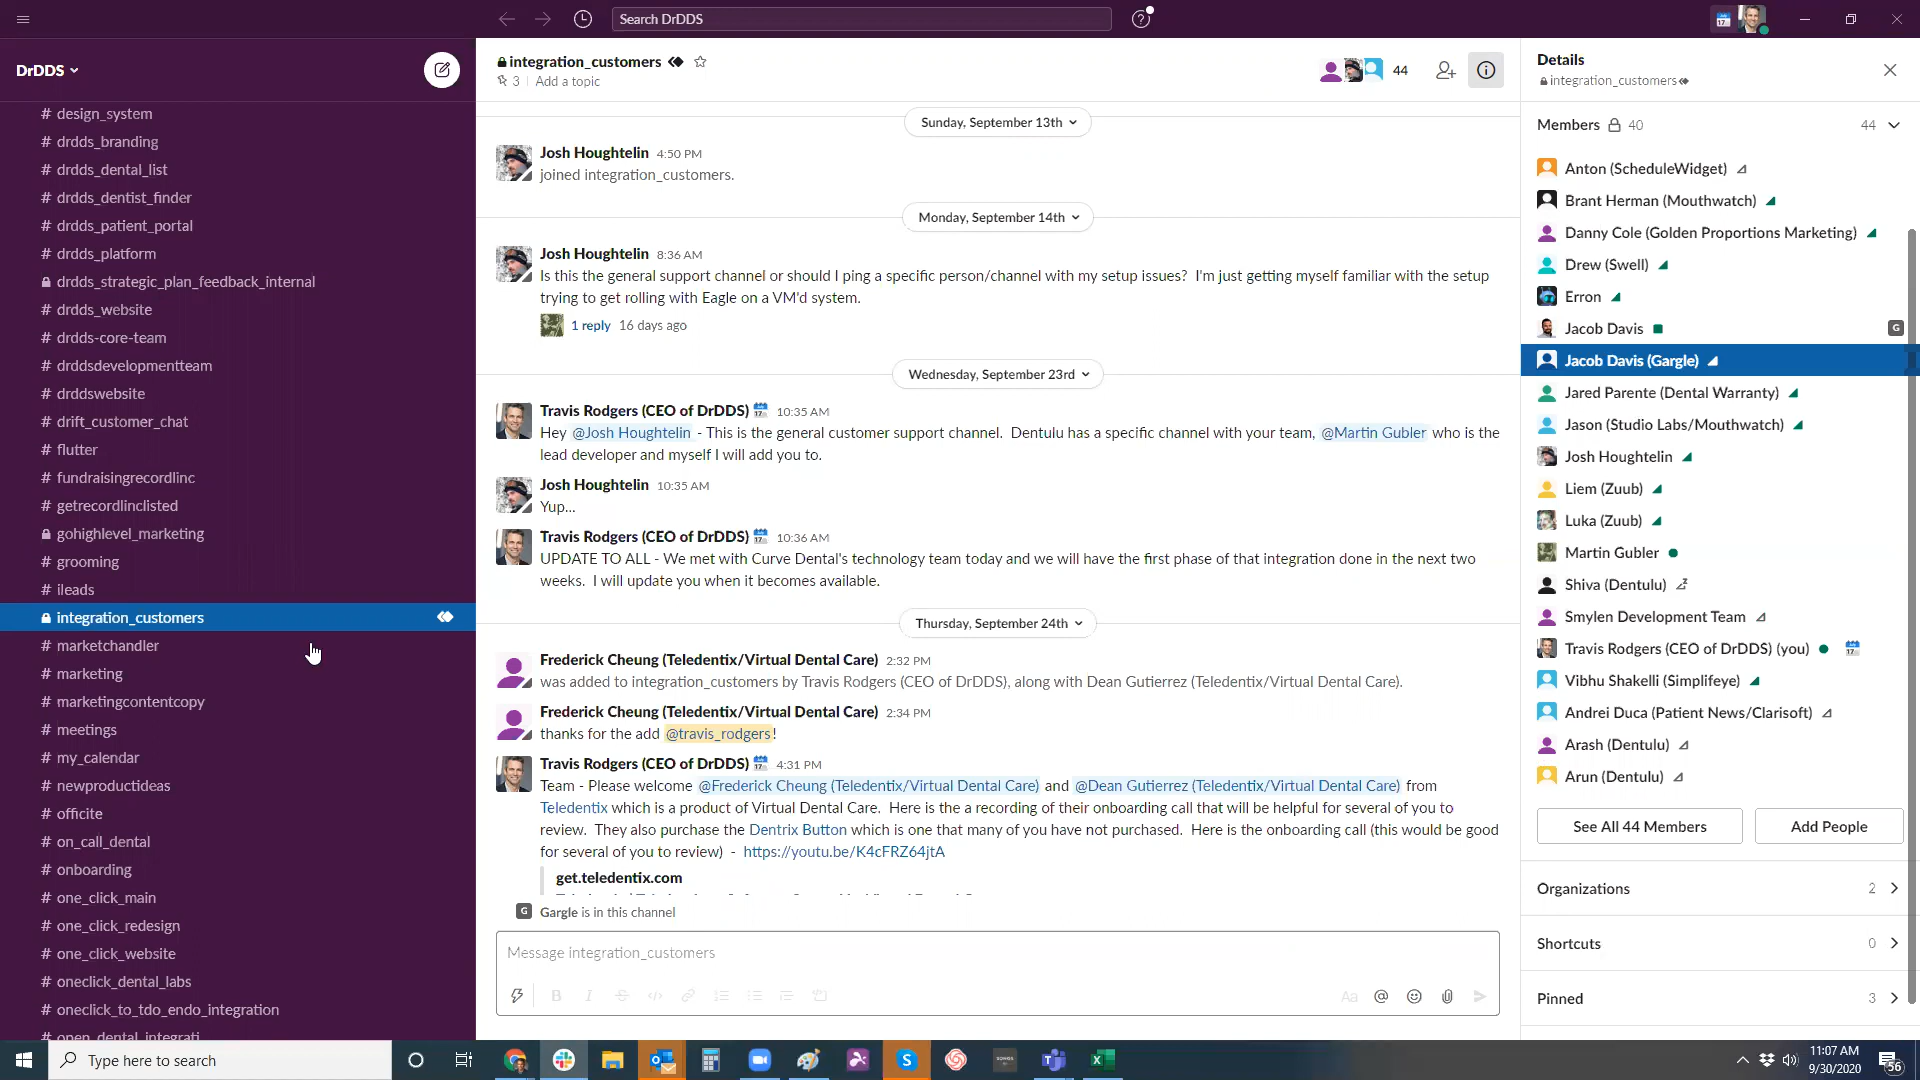 Search DrDDS
DrDDS
design_system
drdds_branding
drdds_dental_list
drdds_dentist_finder
drdds_patient_portal
drdds_platform
drdds_strategic_plan_feedback_internal
drdds_website
drdds-core-team
drddsdevelopmentteam
drddswebsite
drift_customer_chat
flutter
fundraisingrecordlinc
getrecordlinclisted
gohighlevel_marketing
grooming
ileads
integration_customers
marketchandler
marketing
marketingcontentcopy
meetings
my_calendar
newproductideas
officite
on_call_dental
onboarding
one_click_main
one_click_redesign
one_click_website
oneclick_dental_labs
oneclick_to_tdo_endo_integration
integration_customers
3 | Add a topic
44
Sunday, September 13th
Josh Houghtelin 4:50 PM
joined integration_customers.
Monday, September 14th
Josh Houghtelin 8:36 AM
Is this the general support channel or should I ping a specific person/channel with my setup issues? I'm just getting myself familiar with the setup
trying to get rolling with Eagle on a VM'd system.
1 reply 16 days ago
Wednesday, September 23rd
Travis Rodgers (CEO of DrDDS) 10:35 AM
Hey @Josh Houghtelin - This is the general customer support channel. Dentulu has a specific channel with your team, @Martin Gubler who is the
lead developer and myself I will add you to.
Josh Houghtelin 10:35 AM
Yup...
Travis Rodgers (CEO of DrDDS) 10:36 AM
UPDATE TO ALL - We met with Curve Dental's technology team today and we will have the first phase of that integration done in the next two
weeks. I will update you when it becomes available.
Thursday, September 24th
Frederick Cheung (Teledentix/Virtual Dental Care) 2:32 PM
was added to integration_customers by Travis Rodgers (CEO of DrDDS), along with Dean Gutierrez (Teledentix/Virtual Dental Care).
Frederick Cheung (Teledentix/Virtual Dental Care) 2:34 PM
thanks for the add @travis_rodgers!
Travis Rodgers (CEO of DrDDS) 4:31 PM
Team - Please welcome @Frederick Cheung (Teledentix/Virtual Dental Care) and @Dean Gutierrez (Teledentix/Virtual Dental Care) from
Teledentix which is a product of Virtual Dental Care. Here is a recording of their onboarding call that will be helpful for several of you to
review. They also purchase the Dentrix Button which is one that many of you have not purchased. Here is the onboarding call (this would be good
for several of you to review) - https://youtu.be/K4cFRZ64jtA
get.teledentix.com
G Gargle is in this channel
Message integration_customers
Details
integration_customers
Members 40 44
Anton (ScheduleWidget)
Brant Herman (Mouthwatch)
Danny Cole (Golden Proportions Marketing)
Drew (Swell)
Erron
Jacob Davis G
Jacob Davis (Gargle)
Jared Parente (Dental Warranty)
Jason (Studio Labs/Mouthwatch)
Josh Houghtelin
Liem (Zuub)
Luka (Zuub)
Martin Gubler
Shiva (Dentulu)
Smylen Development Team
Travis Rodgers (CEO of DrDDS) (you)
Vibhu Shakelli (Simplifeye)
Andrei Duca (Patient News/Clarisoft)
Arash (Dentulu)
Arun (Dentulu)
See All 44 Members Add People
Organizations 2
Shortcuts 0
Pinned 3
Type here to search
11:07 AM
9/30/2020
56